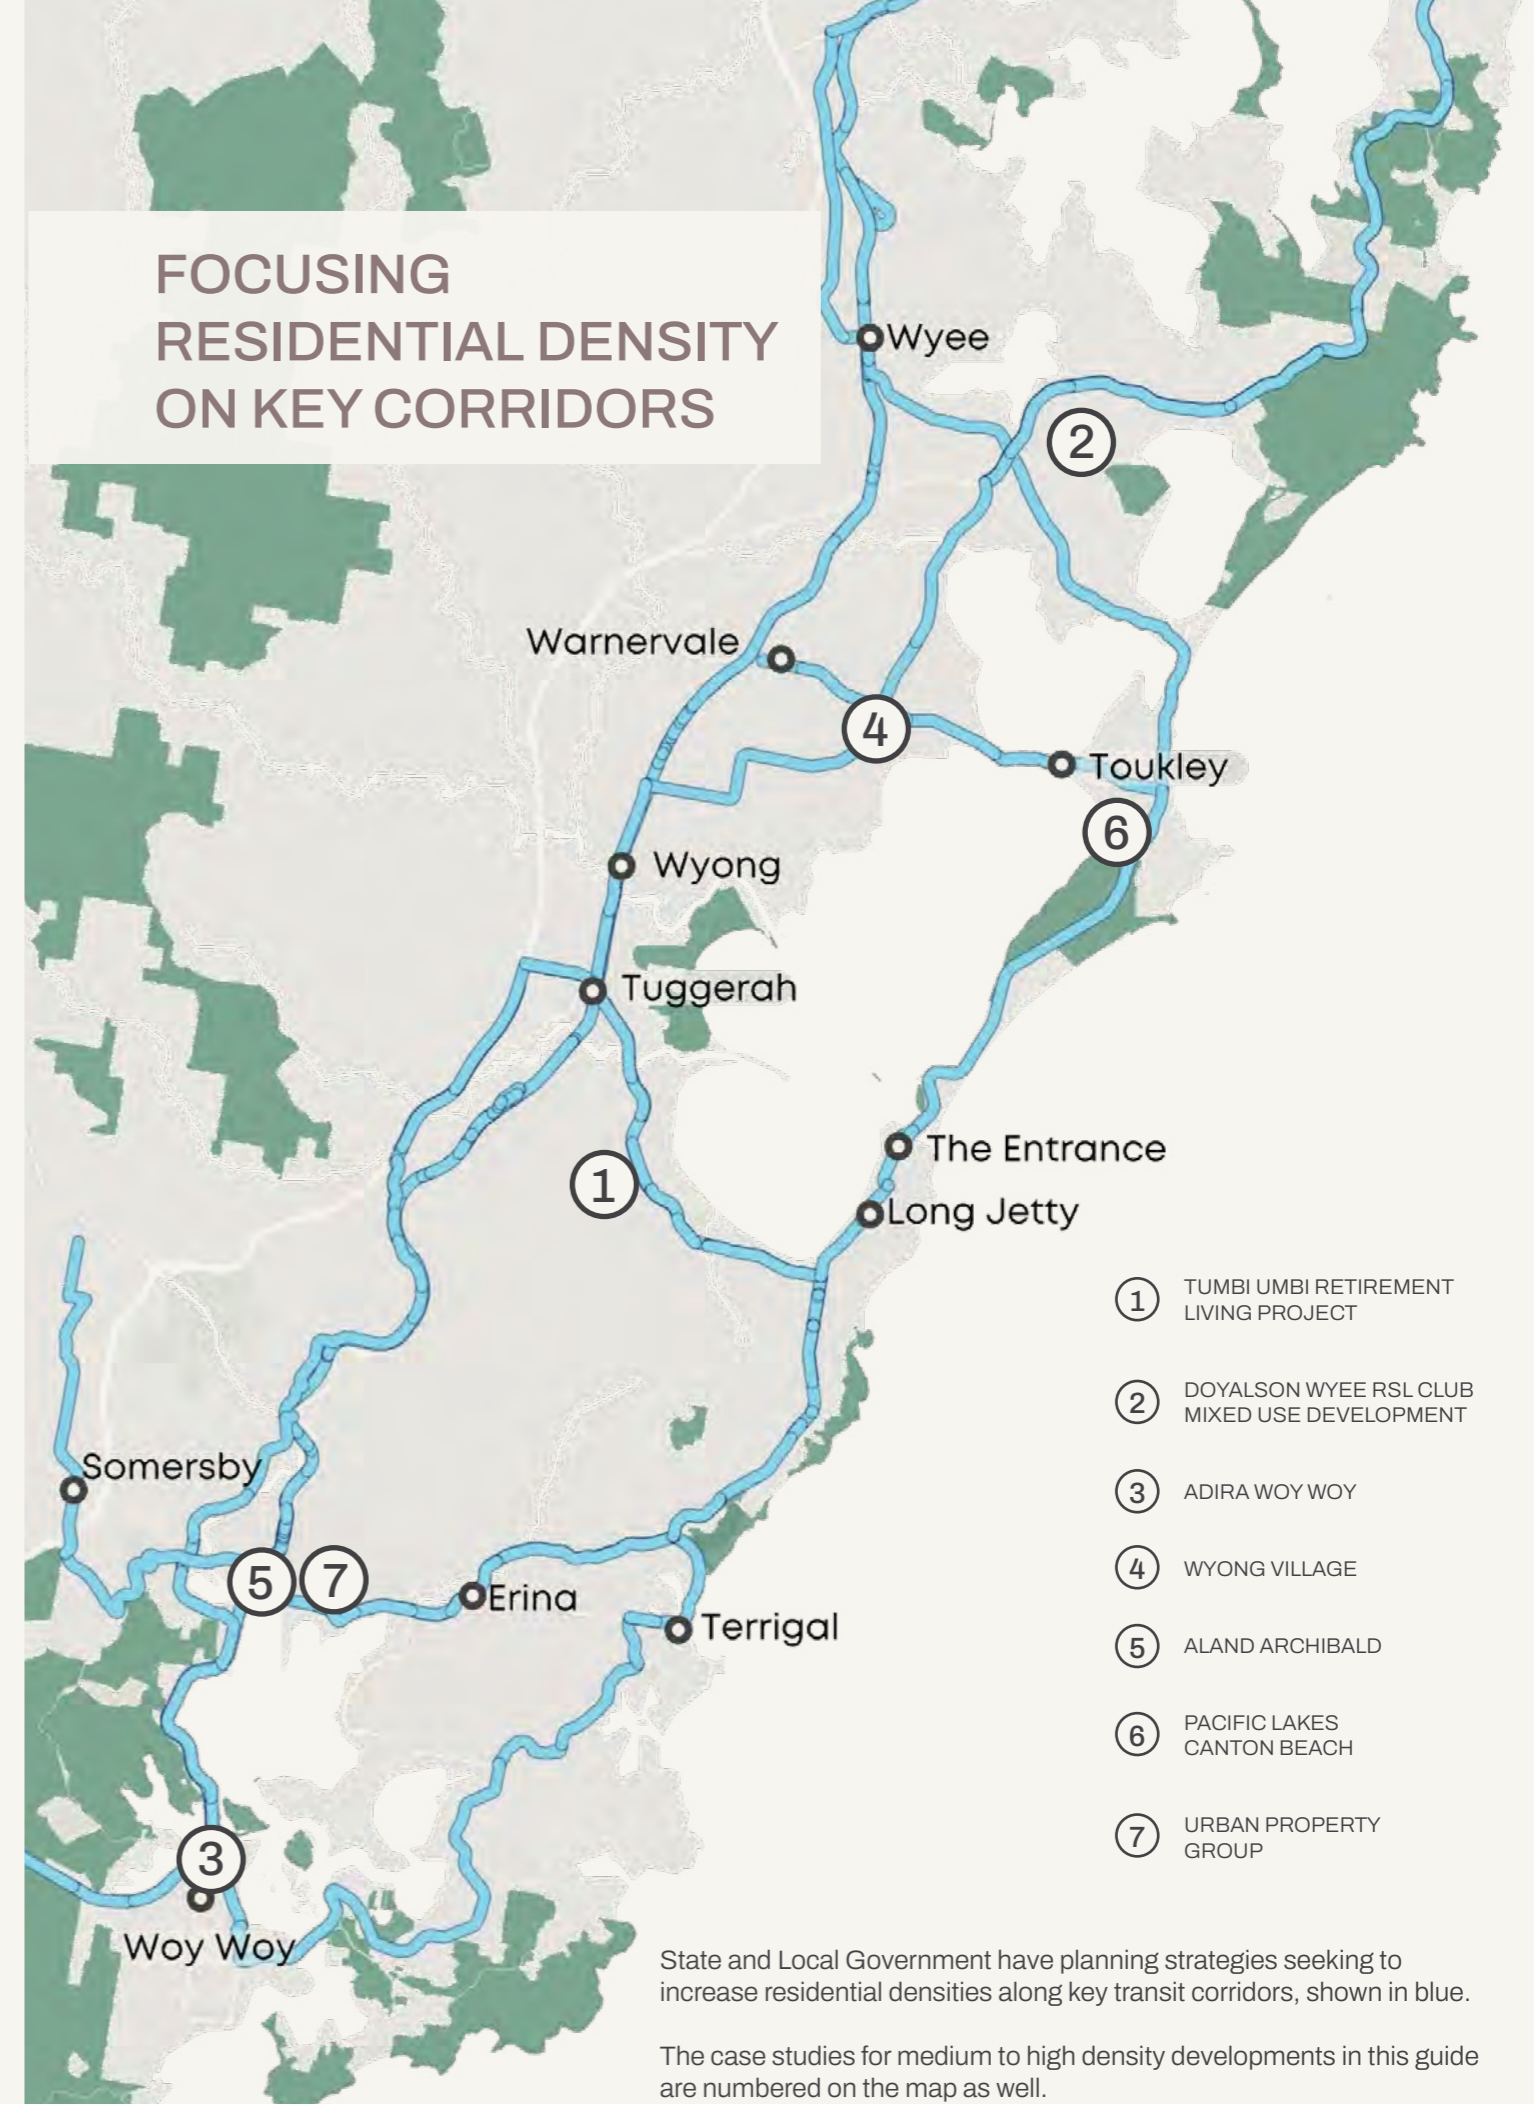 FOCUSING
RESIDENTIAL DENSITY
ON KEY CORRIDORS
Wyee
2
Warnervale
4
Toukley
6
Wyong
Tuggerah
The Entrance
1
Long Jetty
Somersby
5
7
Erina
Terrigal
3
Woy Woy
1 TUMBI UMBI RETIREMENT
LIVING PROJECT
2 DOYALSON WYEE RSL CLUB
MIXED USE DEVELOPMENT
3 ADIRA WOY WOY
4 WYONG VILLAGE
5 ALAND ARCHIBALD
6 PACIFIC LAKES
CANTON BEACH
7 URBAN PROPERTY
GROUP
State and Local Government have planning strategies seeking to
increase residential densities along key transit corridors, shown in blue.
The case studies for medium to high density developments in this guide
are numbered on the map as well.